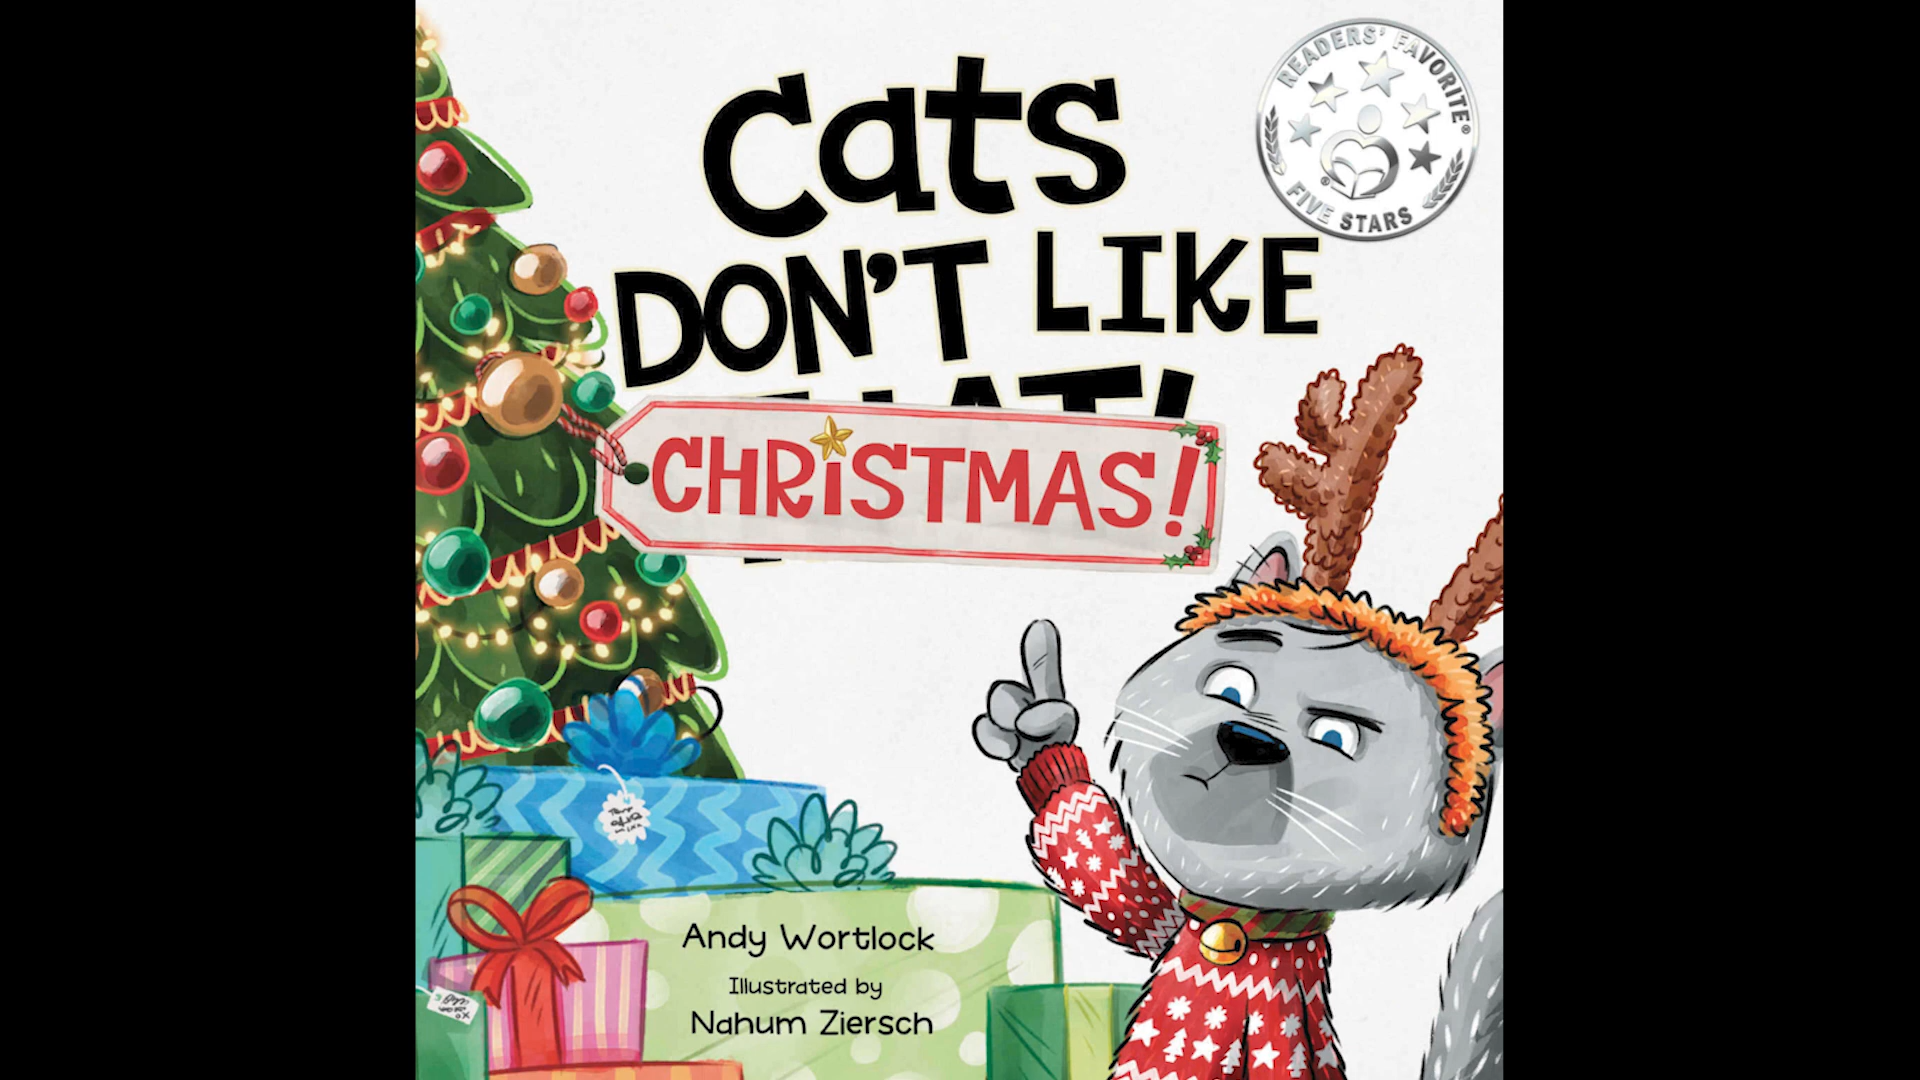 Cats
DON'T LIKE
CHRiSTMAS!
READERS' FAVORITE®
FIVE STARS
Andy Wortlock
Illustrated by
Nahum Ziersch